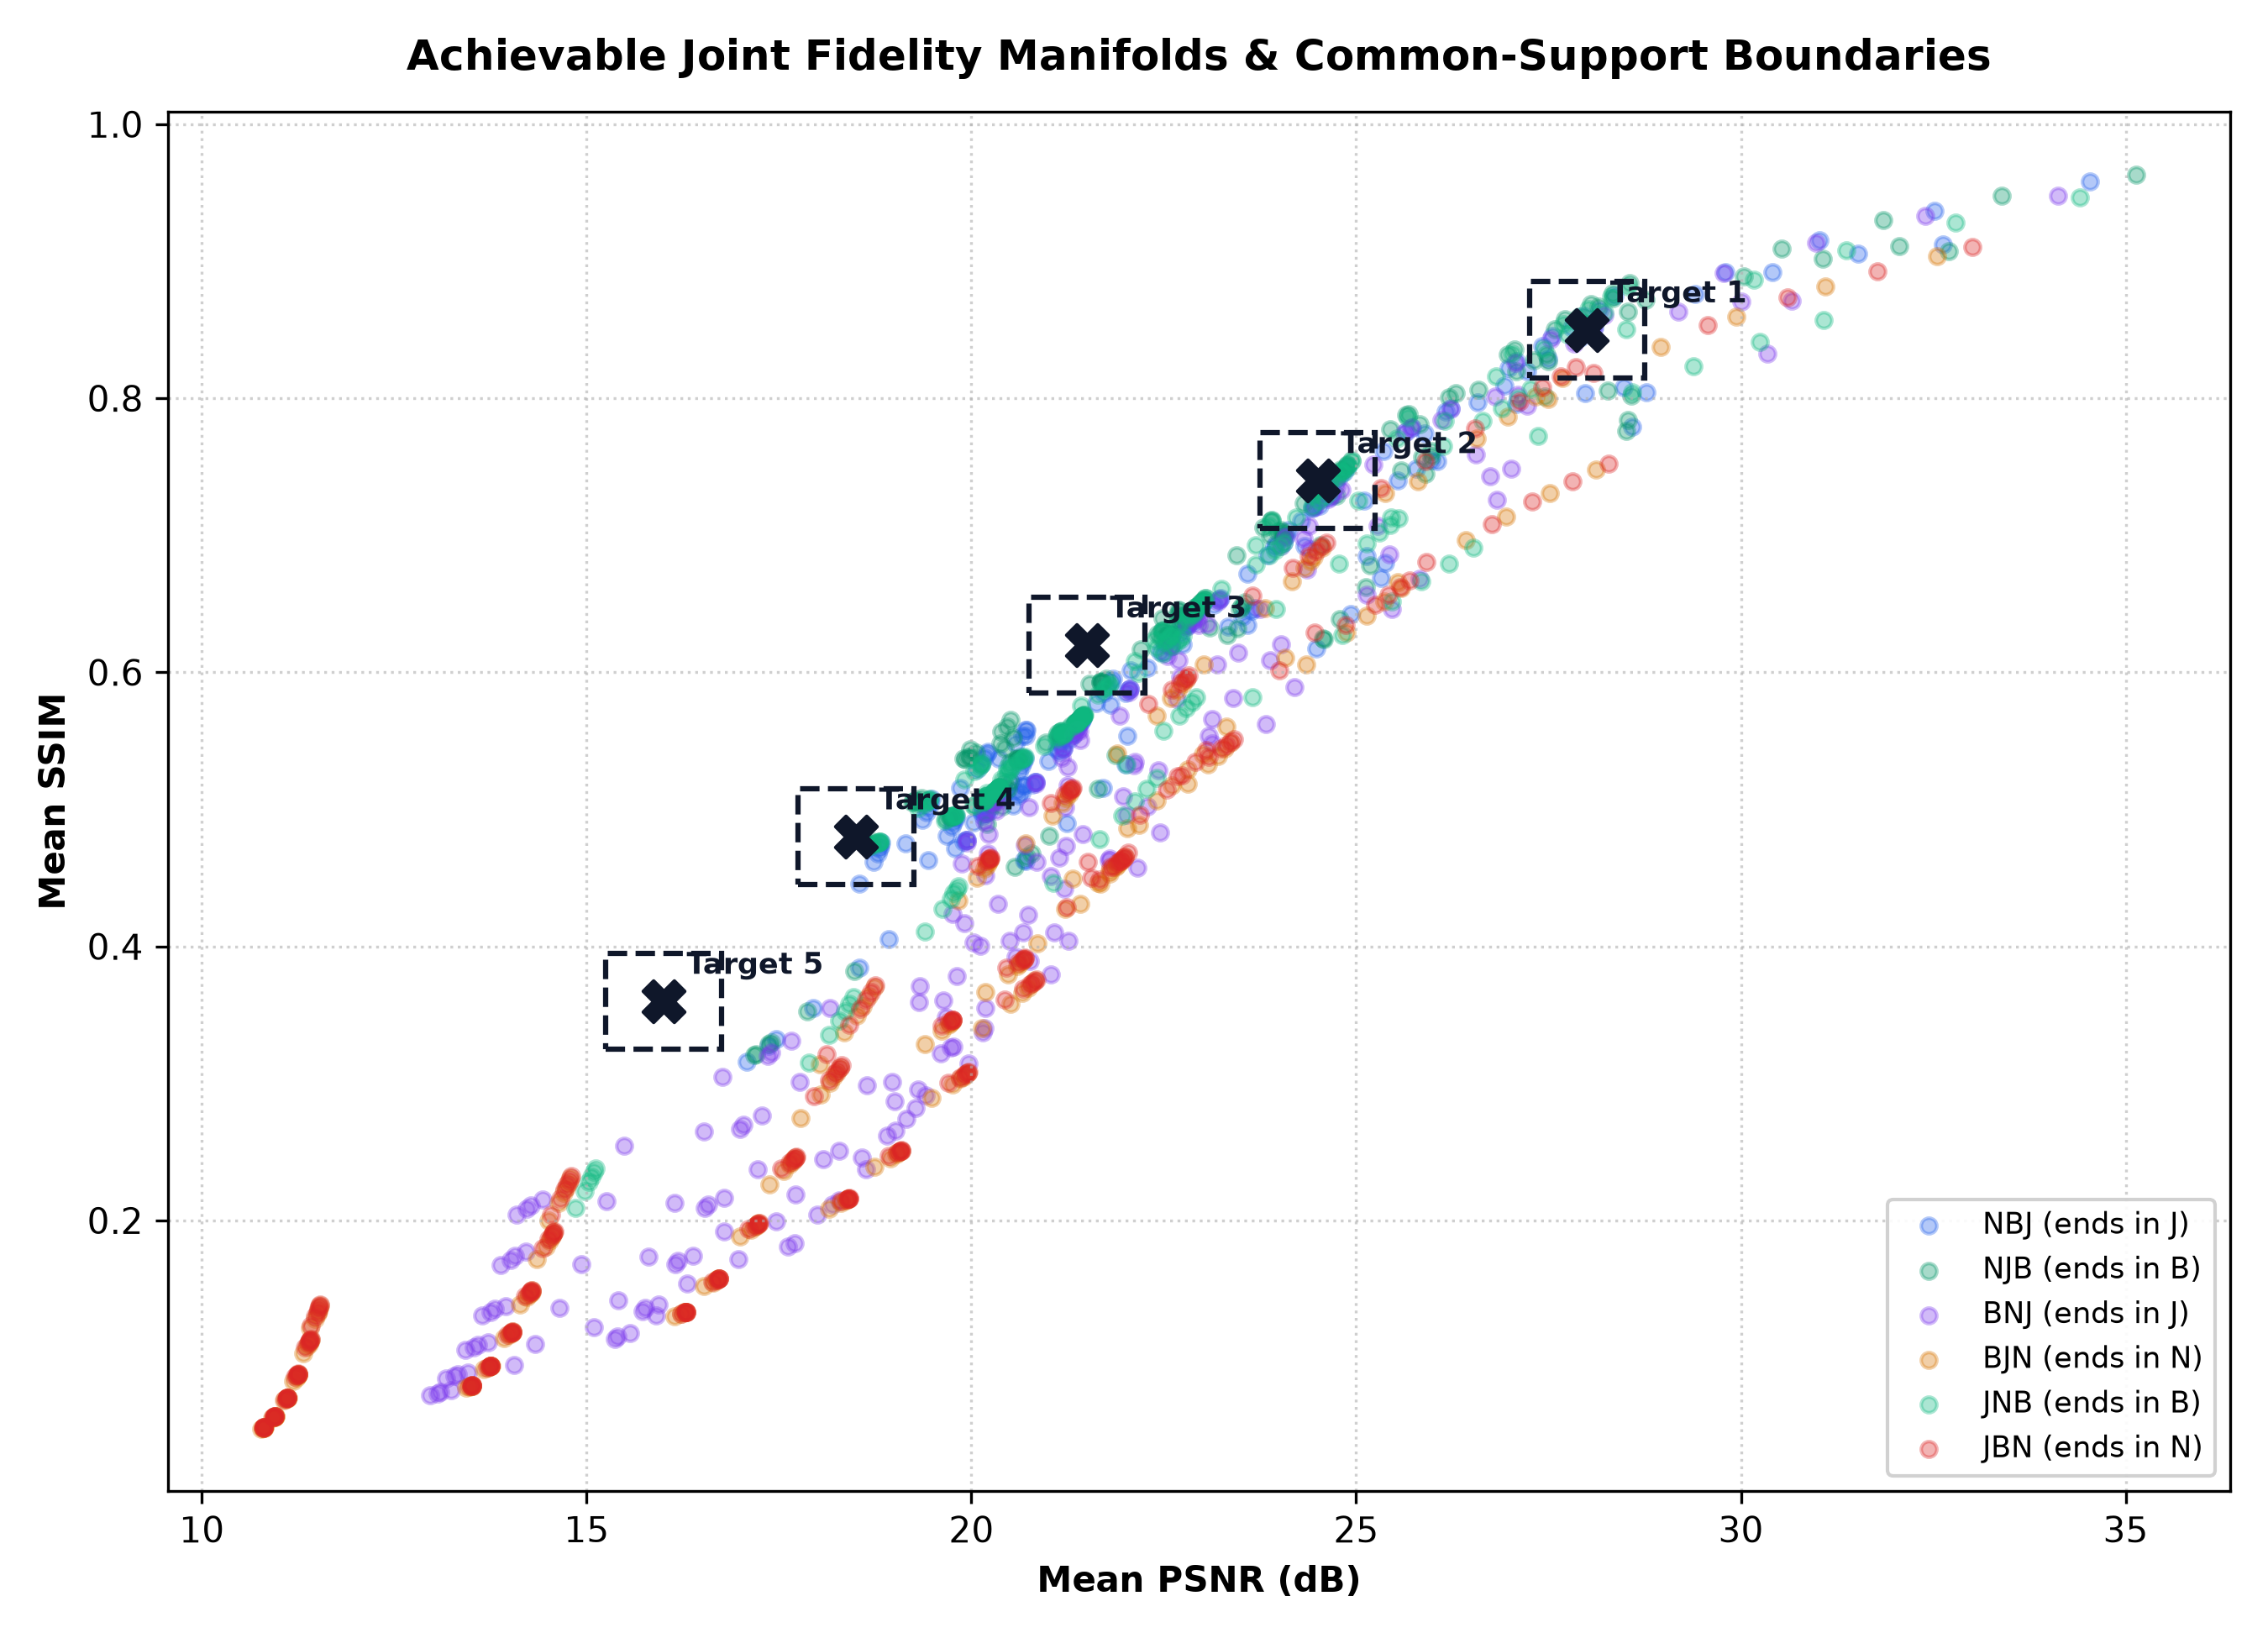 Achievable Joint Fidelity Manifolds & Common-Support Boundaries
1.0
0.8
0.6
0.4
0.2
Mean SSIM
Target 1
Target 2
Target 3
Target 4
Target 5
NBJ (ends in J)
NJB (ends in B)
BNJ (ends in J)
BJN (ends in N)
JNB (ends in B)
JBN (ends in N)
10 15 20 25 30 35
Mean PSNR (dB)